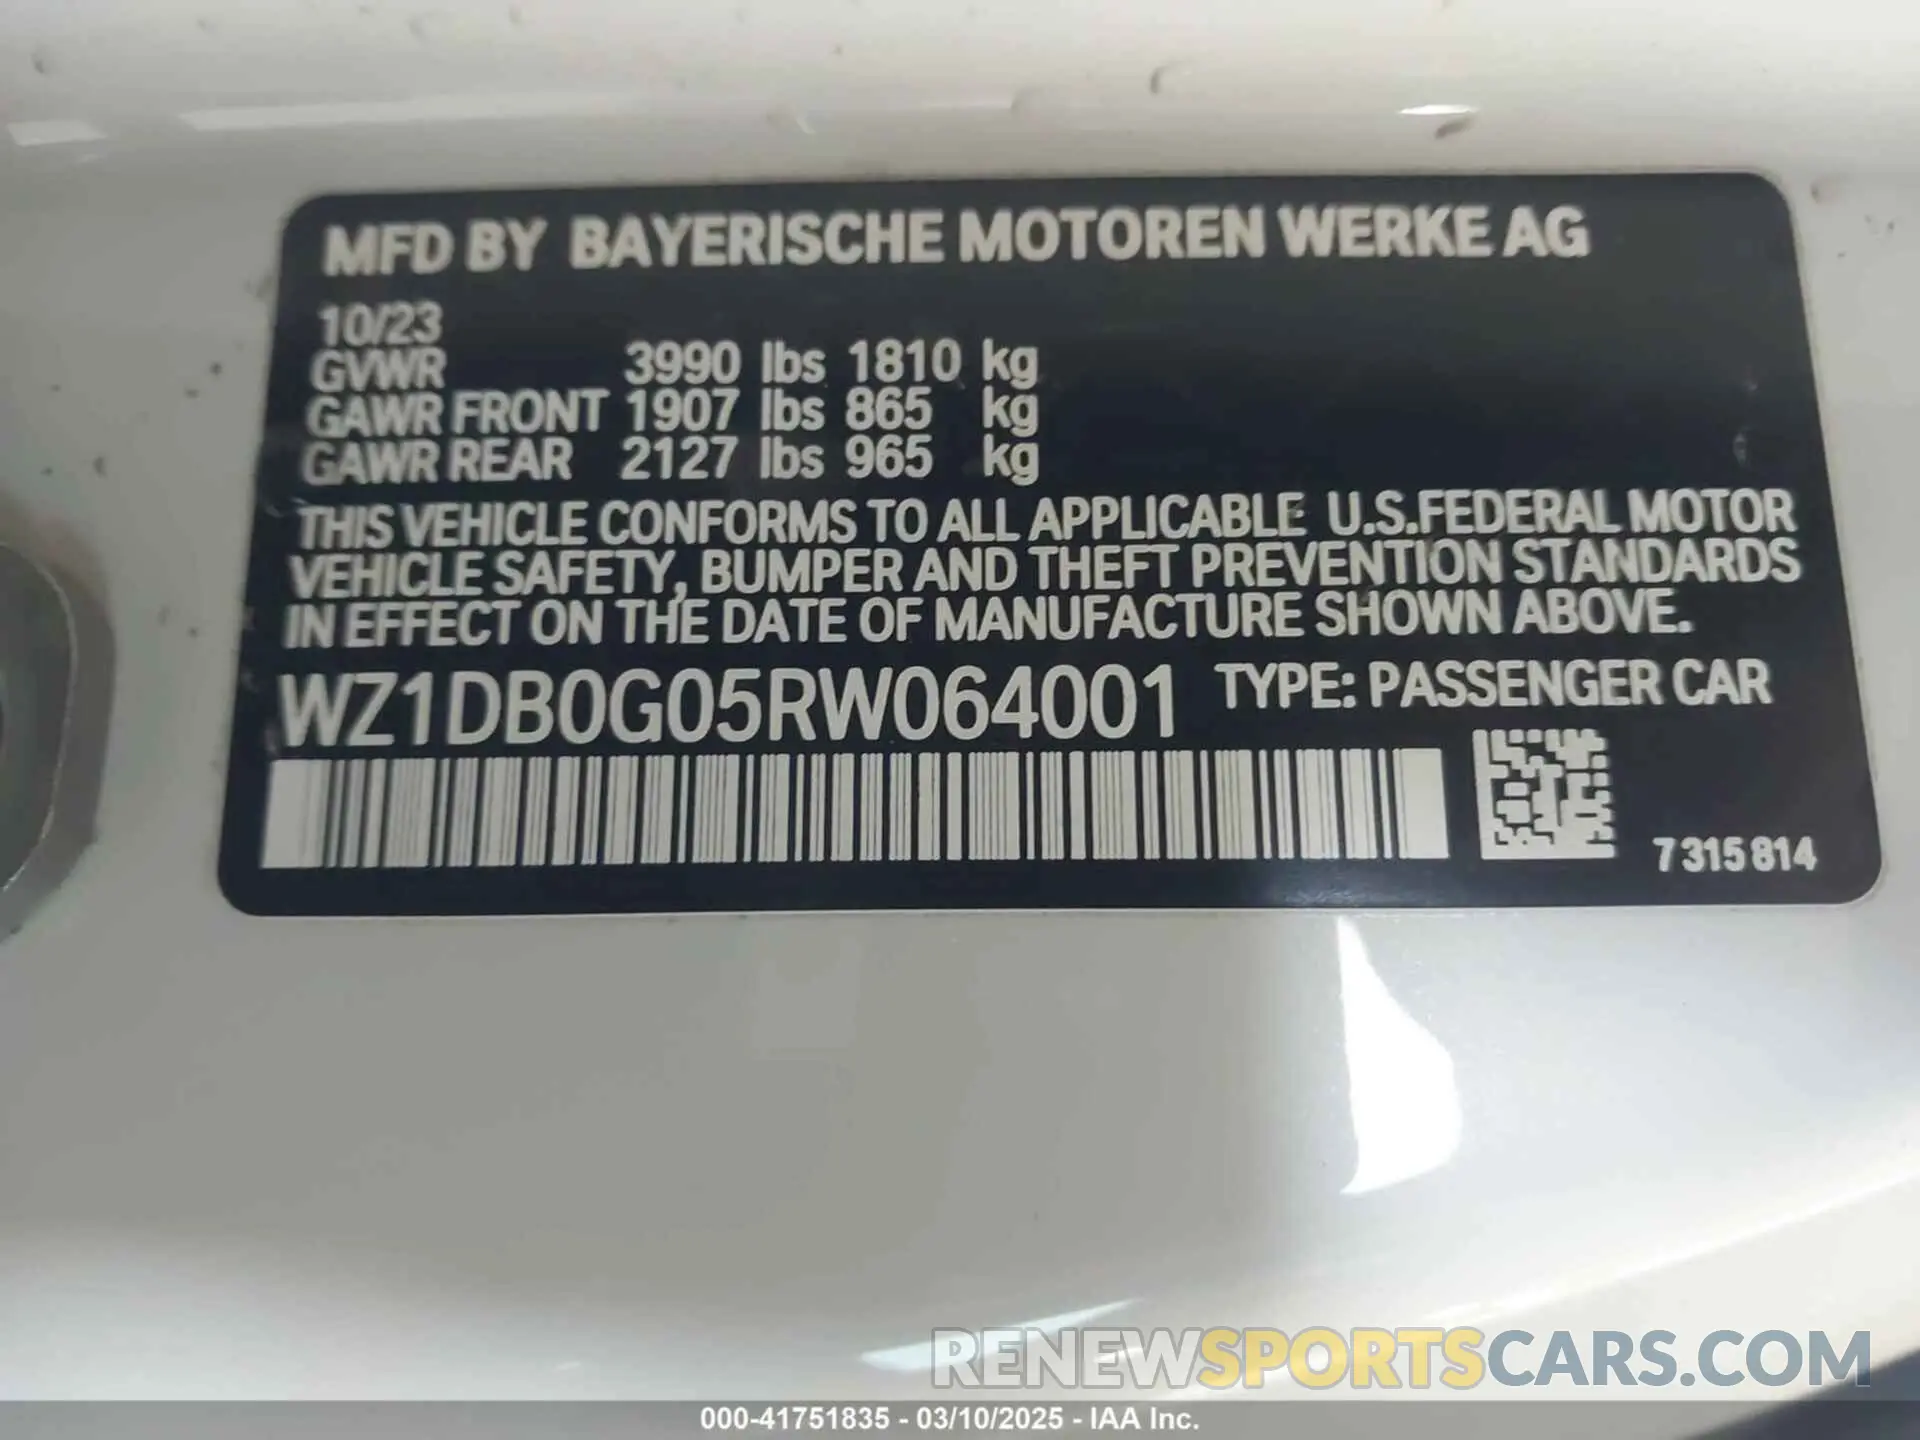 MFD BY BAYERISCHE MOTOREN WERKE AG
10/23
GVWR 3990 lbs 1810 kg
GAWR FRONT 1907 lbs 865 kg
GAWR REAR 2127 lbs 965 kg
THIS VEHICLE CONFORMS TO ALL APPLICABLE U.S.FEDERAL MOTOR
VEHICLE SAFETY, BUMPER AND THEFT PREVENTION STANDARDS
IN EFFECT ON THE DATE OF MANUFACTURE SHOWN ABOVE.
WZ1DB0G05RW064001 TYPE: PASSENGER CAR
7315814
RENEWSPORTSCARS.COM
000-41751835 - 03/10/2025 - IAA Inc.